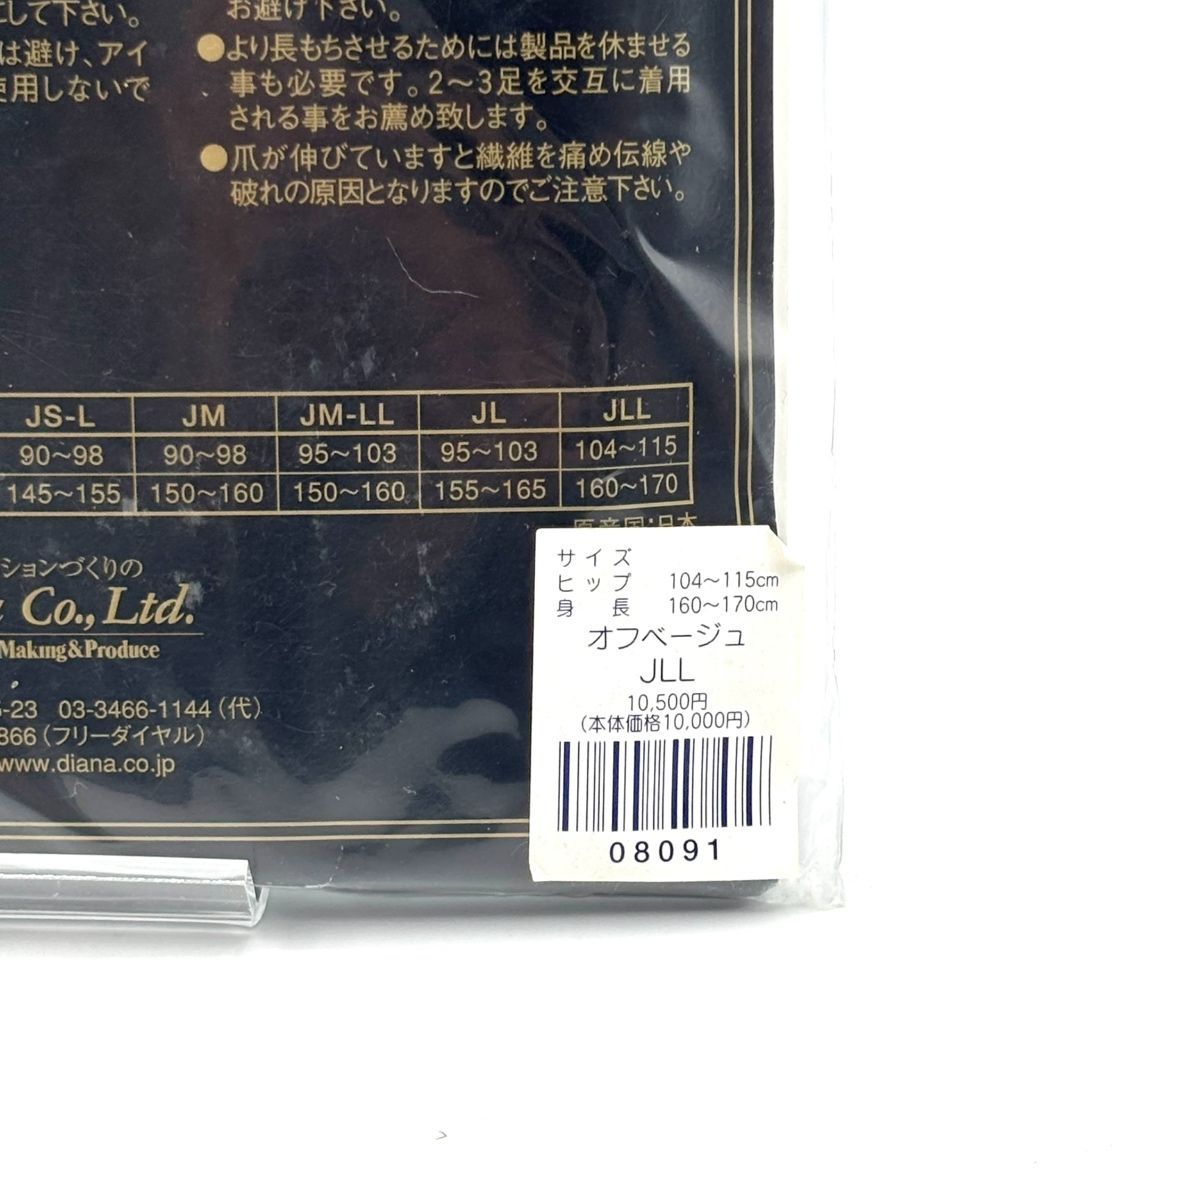 して下さい。
は避け、アイ
使用しないで
お避け下さい。
●より長もちさせるためには製品を休ませる
事も必要です。2〜3足を交互に着用
される事をお薦め致します。
●爪が伸びていますと繊維を痛め伝線や
破れの原因となりますのでご注意下さい。
JS-L JM JM-LL JL JLL
90〜98 90〜98 95〜103 95〜103 104〜115
145〜155 150〜160 150〜160 155〜165 160〜170
原産国:日本
ションづくりの
Co.,Ltd.
Making&Produce
-23 03-3466-1144(代)
866(フリーダイヤル)
www.diana.co.jp
サイズ
ヒップ 104〜115cm
身長 160〜170cm
オフベージュ
JLL
10,500円
(本体価格10,000円)
08091